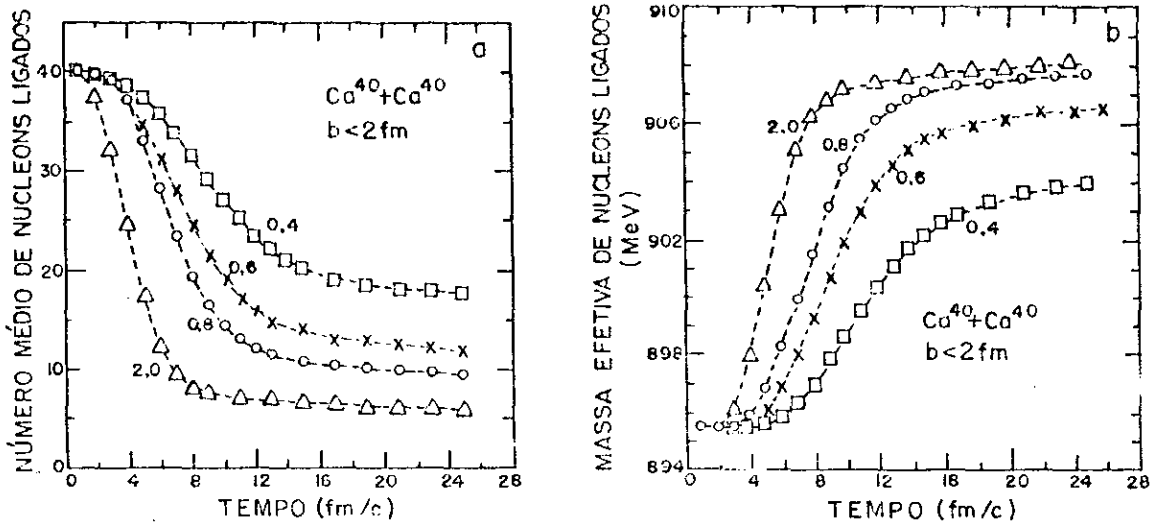 NÚMERO MÉDIO DE NUCLEONS LIGADOS
40
30
20
10
0
0 4 8 12 16 20 24 28
TEMPO (fm/c)
a
Ca⁴⁰+Ca⁴⁰
b<2fm
0,4
0,6
0,8
2,0
MASSA EFETIVA DE NUCLEONS LIGADOS
(MeV)
910
906
902
898
894
0 4 8 12 16 20 24 28
TEMPO (fm/c)
b
2,0
0,8
0,6
0,4
Ca⁴⁰+Ca⁴⁰
b<2fm